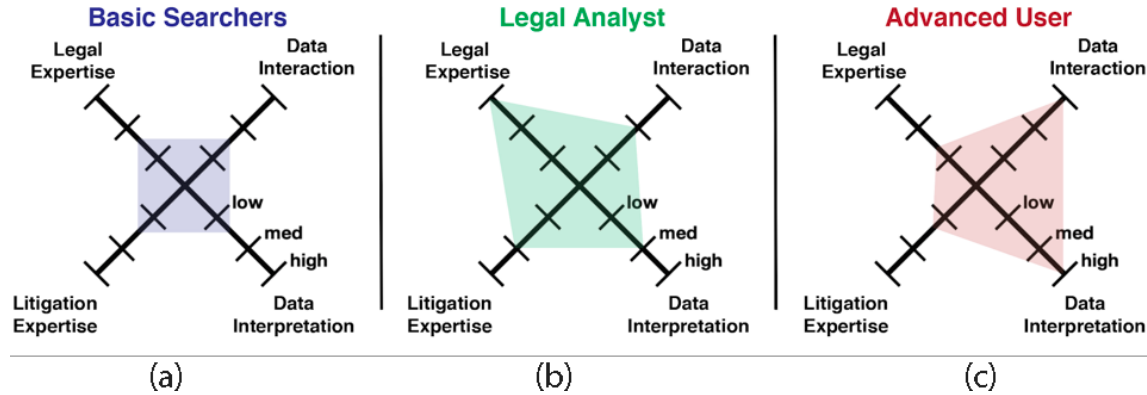 Basic Searchers
Legal
Expertise
Data
Interaction
low
med
high
Litigation
Expertise
Data
Interpretation
(a)
Legal Analyst
Legal
Expertise
Data
Interaction
low
med
high
Litigation
Expertise
Data
Interpretation
(b)
Advanced User
Legal
Expertise
Data
Interaction
low
med
high
Litigation
Expertise
Data
Interpretation
(c)